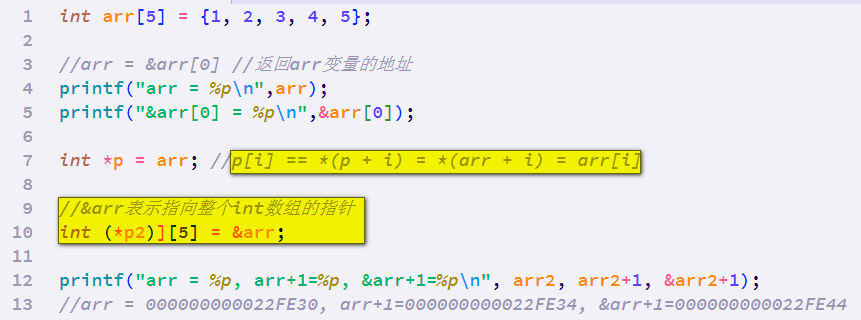 1 int arr[5] = {1, 2, 3, 4, 5};
2
3 //arr = &arr[0] //返回arr变量的地址
4 printf("arr = %p\n",arr);
5 printf("&arr[0] = %p\n",&arr[0]);
6
7 int *p = arr; //p[i] == *(p + i) = *(arr + i) = arr[i]
8
9 //&arr表示指向整个int数组的指针
10 int (*p2)][5] = &arr;
11
12 printf("arr = %p, arr+1=%p, &arr+1=%p\n", arr2, arr2+1, &arr2+1);
13 //arr = 000000000022FE30, arr+1=000000000022FE34, &arr+1=000000000022FE44